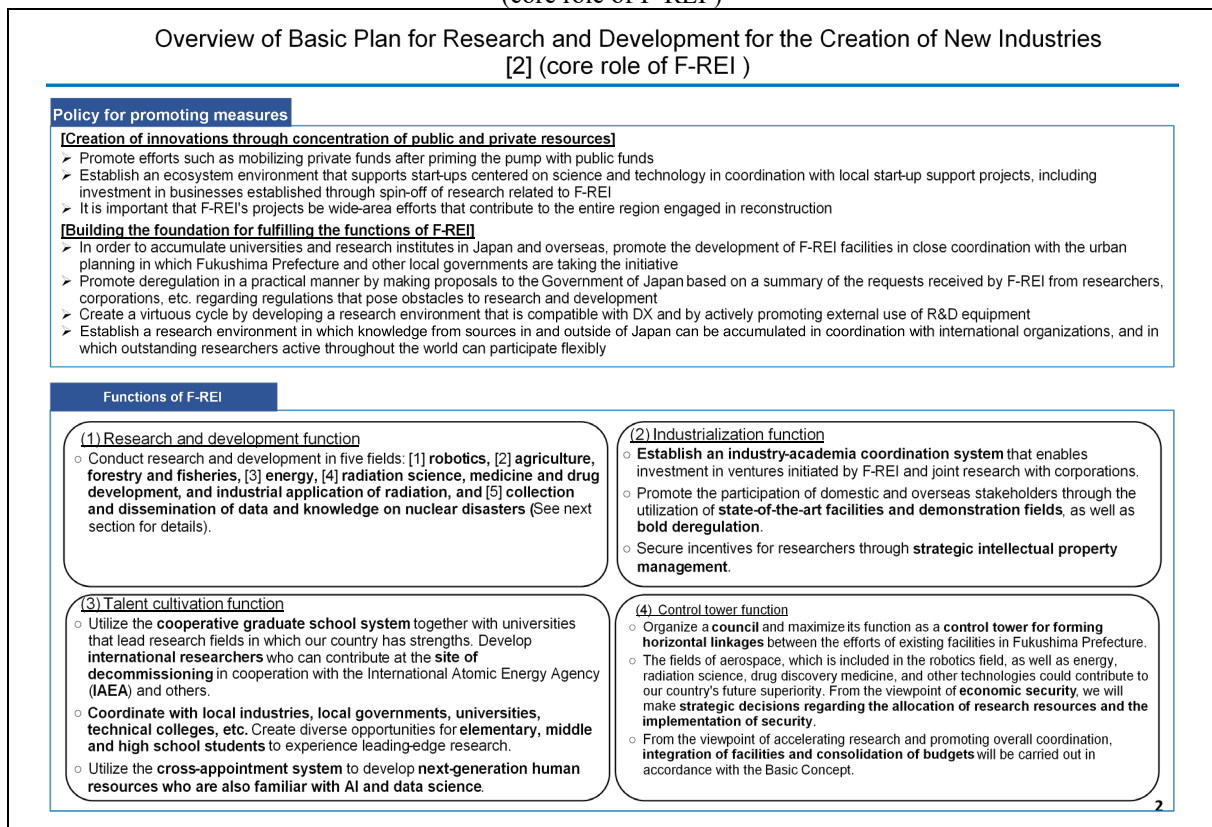 (core role of F-REI )
Overview of Basic Plan for Research and Development for the Creation of New Industries
[2] (core role of F-REI )
Policy for promoting measures
[Creation of innovations through concentration of public and private resources]
➢ Promote efforts such as mobilizing private funds after priming the pump with public funds
➢ Establish an ecosystem environment that supports start-ups centered on science and technology in coordination with local start-up support projects, including
investment in businesses established through spin-off of research related to F-REI
➢ It is important that F-REI's projects be wide-area efforts that contribute to the entire region engaged in reconstruction
[Building the foundation for fulfilling the functions of F-REI]
➢ In order to accumulate universities and research institutes in Japan and overseas, promote the development of F-REI facilities in close coordination with the urban
planning in which Fukushima Prefecture and other local governments are taking the initiative
➢ Promote deregulation in a practical manner by making proposals to the Government of Japan based on a summary of the requests received by F-REI from researchers,
corporations, etc. regarding regulations that pose obstacles to research and development
➢ Create a virtuous cycle by developing a research environment that is compatible with DX and by actively promoting external use of R&D equipment
➢ Establish a research environment in which knowledge from sources in and outside of Japan can be accumulated in coordination with international organizations, and in
which outstanding researchers active throughout the world can participate flexibly
Functions of F-REI
(1) Research and development function
○ Conduct research and development in five fields: [1] robotics, [2] agriculture,
forestry and fisheries, [3] energy, [4] radiation science, medicine and drug
development, and industrial application of radiation, and [5] collection
and dissemination of data and knowledge on nuclear disasters (See next
section for details).
(2) Industrialization function
○ Establish an industry-academia coordination system that enables
investment in ventures initiated by F-REI and joint research with corporations.
○ Promote the participation of domestic and overseas stakeholders through the
utilization of state-of-the-art facilities and demonstration fields, as well as
bold deregulation.
○ Secure incentives for researchers through strategic intellectual property
management.
(3) Talent cultivation function
○ Utilize the cooperative graduate school system together with universities
that lead research fields in which our country has strengths. Develop
international researchers who can contribute at the site of
decommissioning in cooperation with the International Atomic Energy Agency
(IAEA) and others.
○ Coordinate with local industries, local governments, universities,
technical colleges, etc. Create diverse opportunities for elementary, middle
and high school students to experience leading-edge research.
○ Utilize the cross-appointment system to develop next-generation human
resources who are also familiar with AI and data science.
(4) Control tower function
○ Organize a council and maximize its function as a control tower for forming
horizontal linkages between the efforts of existing facilities in Fukushima Prefecture.
○ The fields of aerospace, which is included in the robotics field, as well as energy,
radiation science, drug discovery medicine, and other technologies could contribute to
our country's future superiority. From the viewpoint of economic security, we will
make strategic decisions regarding the allocation of research resources and the
implementation of security.
○ From the viewpoint of accelerating research and promoting overall coordination,
integration of facilities and consolidation of budgets will be carried out in
accordance with the Basic Concept.
2